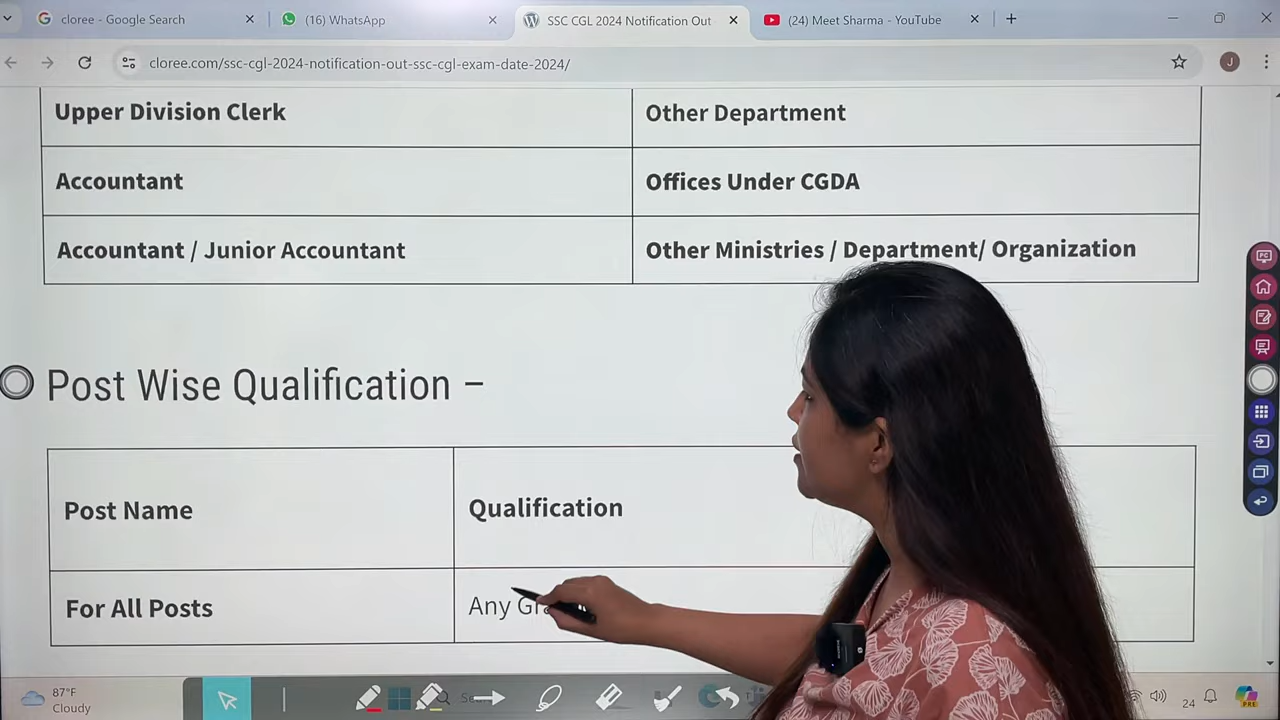 cloree - Google Search
(16) WhatsApp
SSC CGL 2024 Notification Out
(24) Meet Sharma - YouTube
cloree.com/ssc-cgl-2024-notification-out-ssc-cgl-exam-date-2024/
J
Upper Division Clerk
Other Department
Accountant
Offices Under CGDA
Accountant / Junior Accountant
Other Ministries / Department/ Organization
PC
Post Wise Qualification –
Post Name
Qualification
For All Posts
Any
87°F
Cloudy
24
PRE